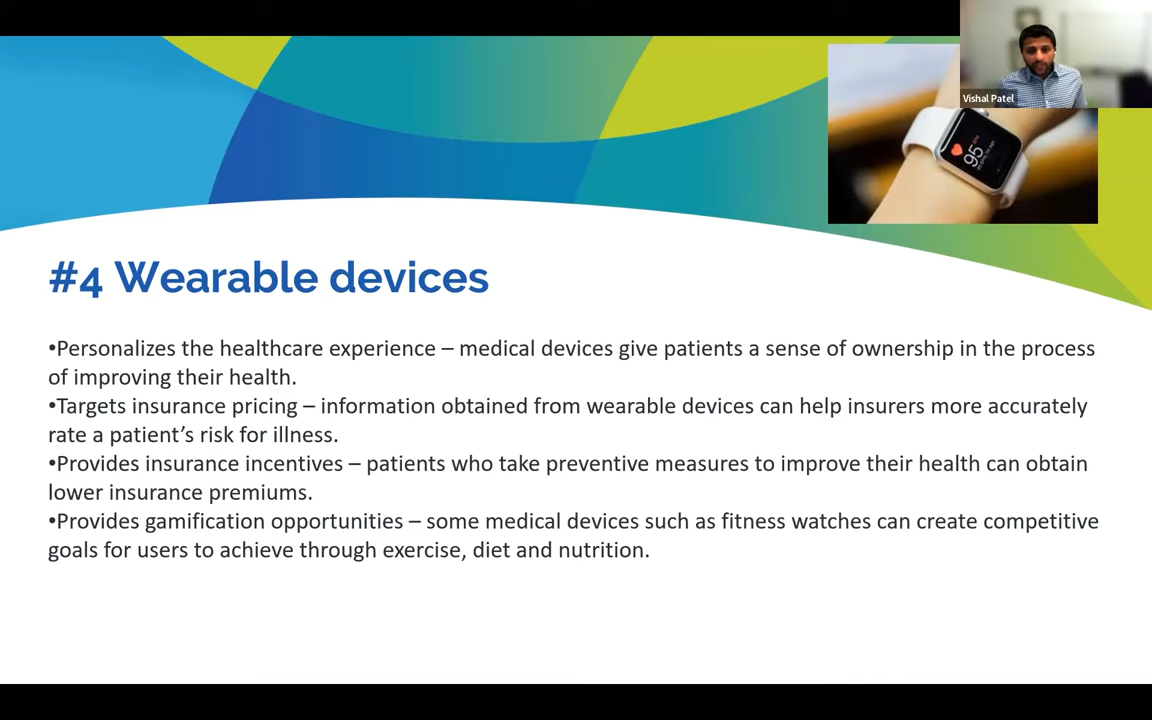 Vishal Patel
95
#4 Wearable devices
•Personalizes the healthcare experience – medical devices give patients a sense of ownership in the process
of improving their health.
•Targets insurance pricing – information obtained from wearable devices can help insurers more accurately
rate a patient’s risk for illness.
•Provides insurance incentives – patients who take preventive measures to improve their health can obtain
lower insurance premiums.
•Provides gamification opportunities – some medical devices such as fitness watches can create competitive
goals for users to achieve through exercise, diet and nutrition.